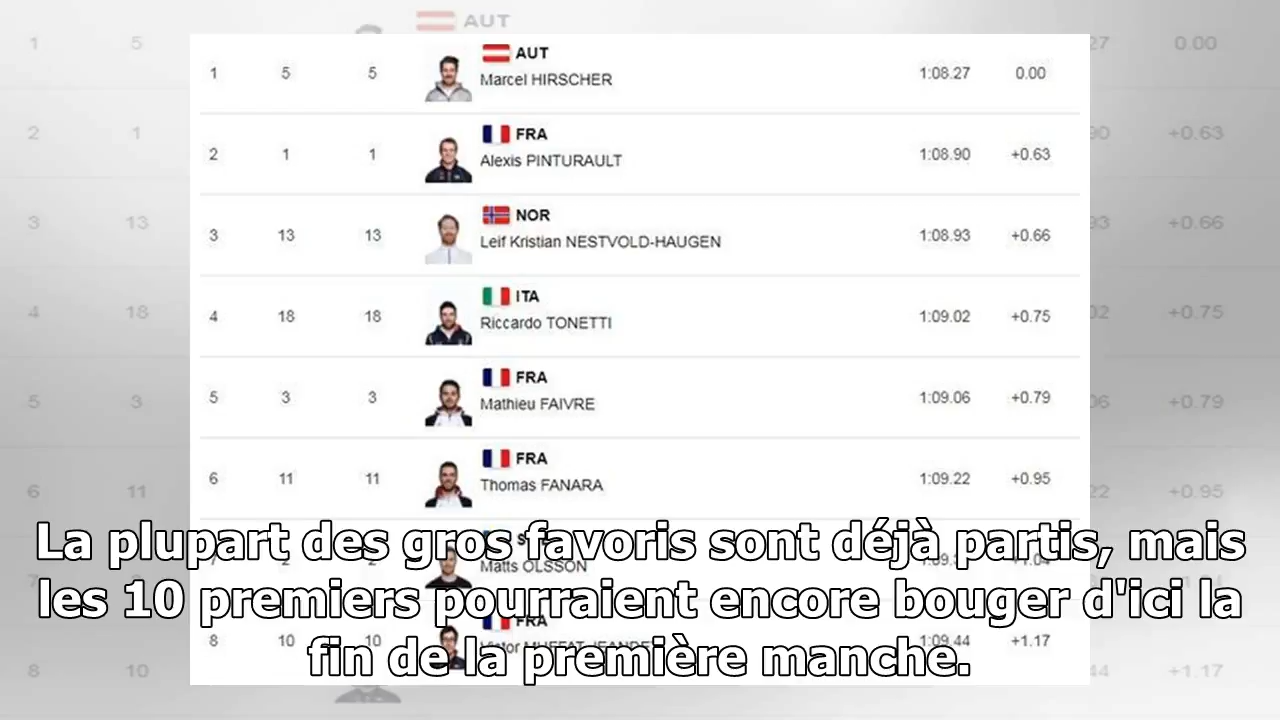 AUT
1 5 5 AUT 1:08.27 0.00
Marcel HIRSCHER
2 1 1 FRA 1:08.90 +0.63
Alexis PINTURAULT
3 13 13 NOR 1:08.93 +0.66
Leif Kristian NESTVOLD-HAUGEN
4 18 18 ITA 1:09.02 +0.75
Riccardo TONETTI
5 3 3 FRA 1:09.06 +0.79
Mathieu FAIVRE
6 11 11 FRA 1:09.22 +0.95
Thomas FANARA
Matts OLSSON
8 10 10 FRA 1:09.44 +1.17
La plupart des gros favoris sont déjà partis, mais
les 10 premiers pourraient encore bouger d'ici la
fin de la première manche.